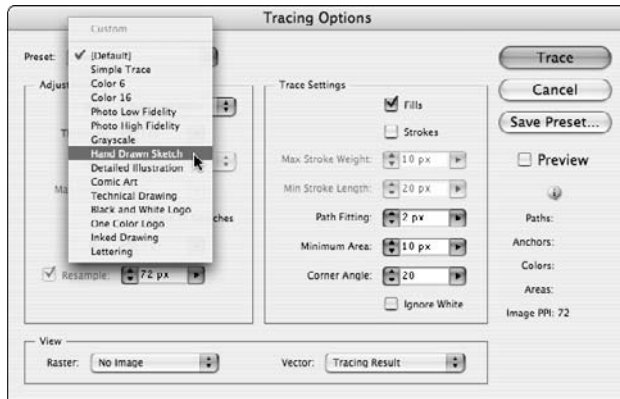 Tracing Options
Custom
Preset:
✓ [Default]
Simple Trace
Color 6
Color 16
Photo Low Fidelity
Photo High Fidelity
Grayscale
Hand Drawn Sketch
Detailed Illustration
Comic Art
Technical Drawing
Black and White Logo
One Color Logo
Inked Drawing
Lettering
Adjust
Th
Ma
ches
Resample: 72 px
Trace Settings
Fills
Strokes
Max Stroke Weight: 10 px
Min Stroke Length: 20 px
Path Fitting: 2 px
Minimum Area: 10 px
Corner Angle: 20
Ignore White
Trace
Cancel
Save Preset...
Preview
Paths:
Anchors:
Colors:
Areas:
Image PPI: 72
View
Raster: No Image
Vector: Tracing Result